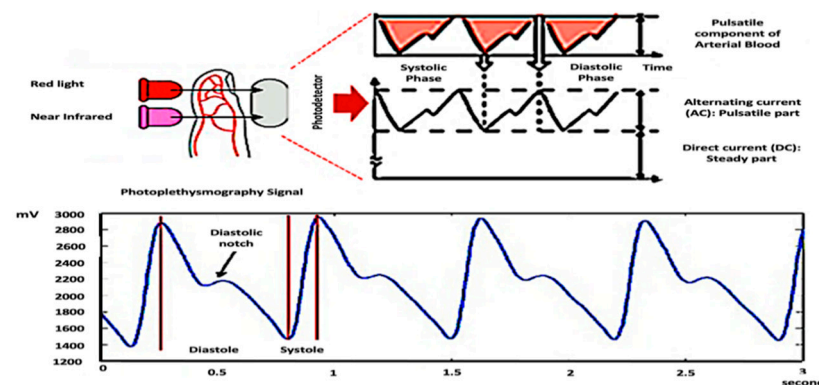 Pulsatile
component of
Arterial Blood
Systolic
Phase
Diastolic
Phase
Time
Red light
Near Infrared
Photodetector
Alternating current
(AC): Pulsatile part
Direct current (DC):
Steady part
Photoplethysmography Signal
mV
3000
2800
2600
2400
2200
2000
1800
1600
1400
1200
Diastolic
notch
Diastole
Systole
0
0.5
1
1.5
2
2.5
3